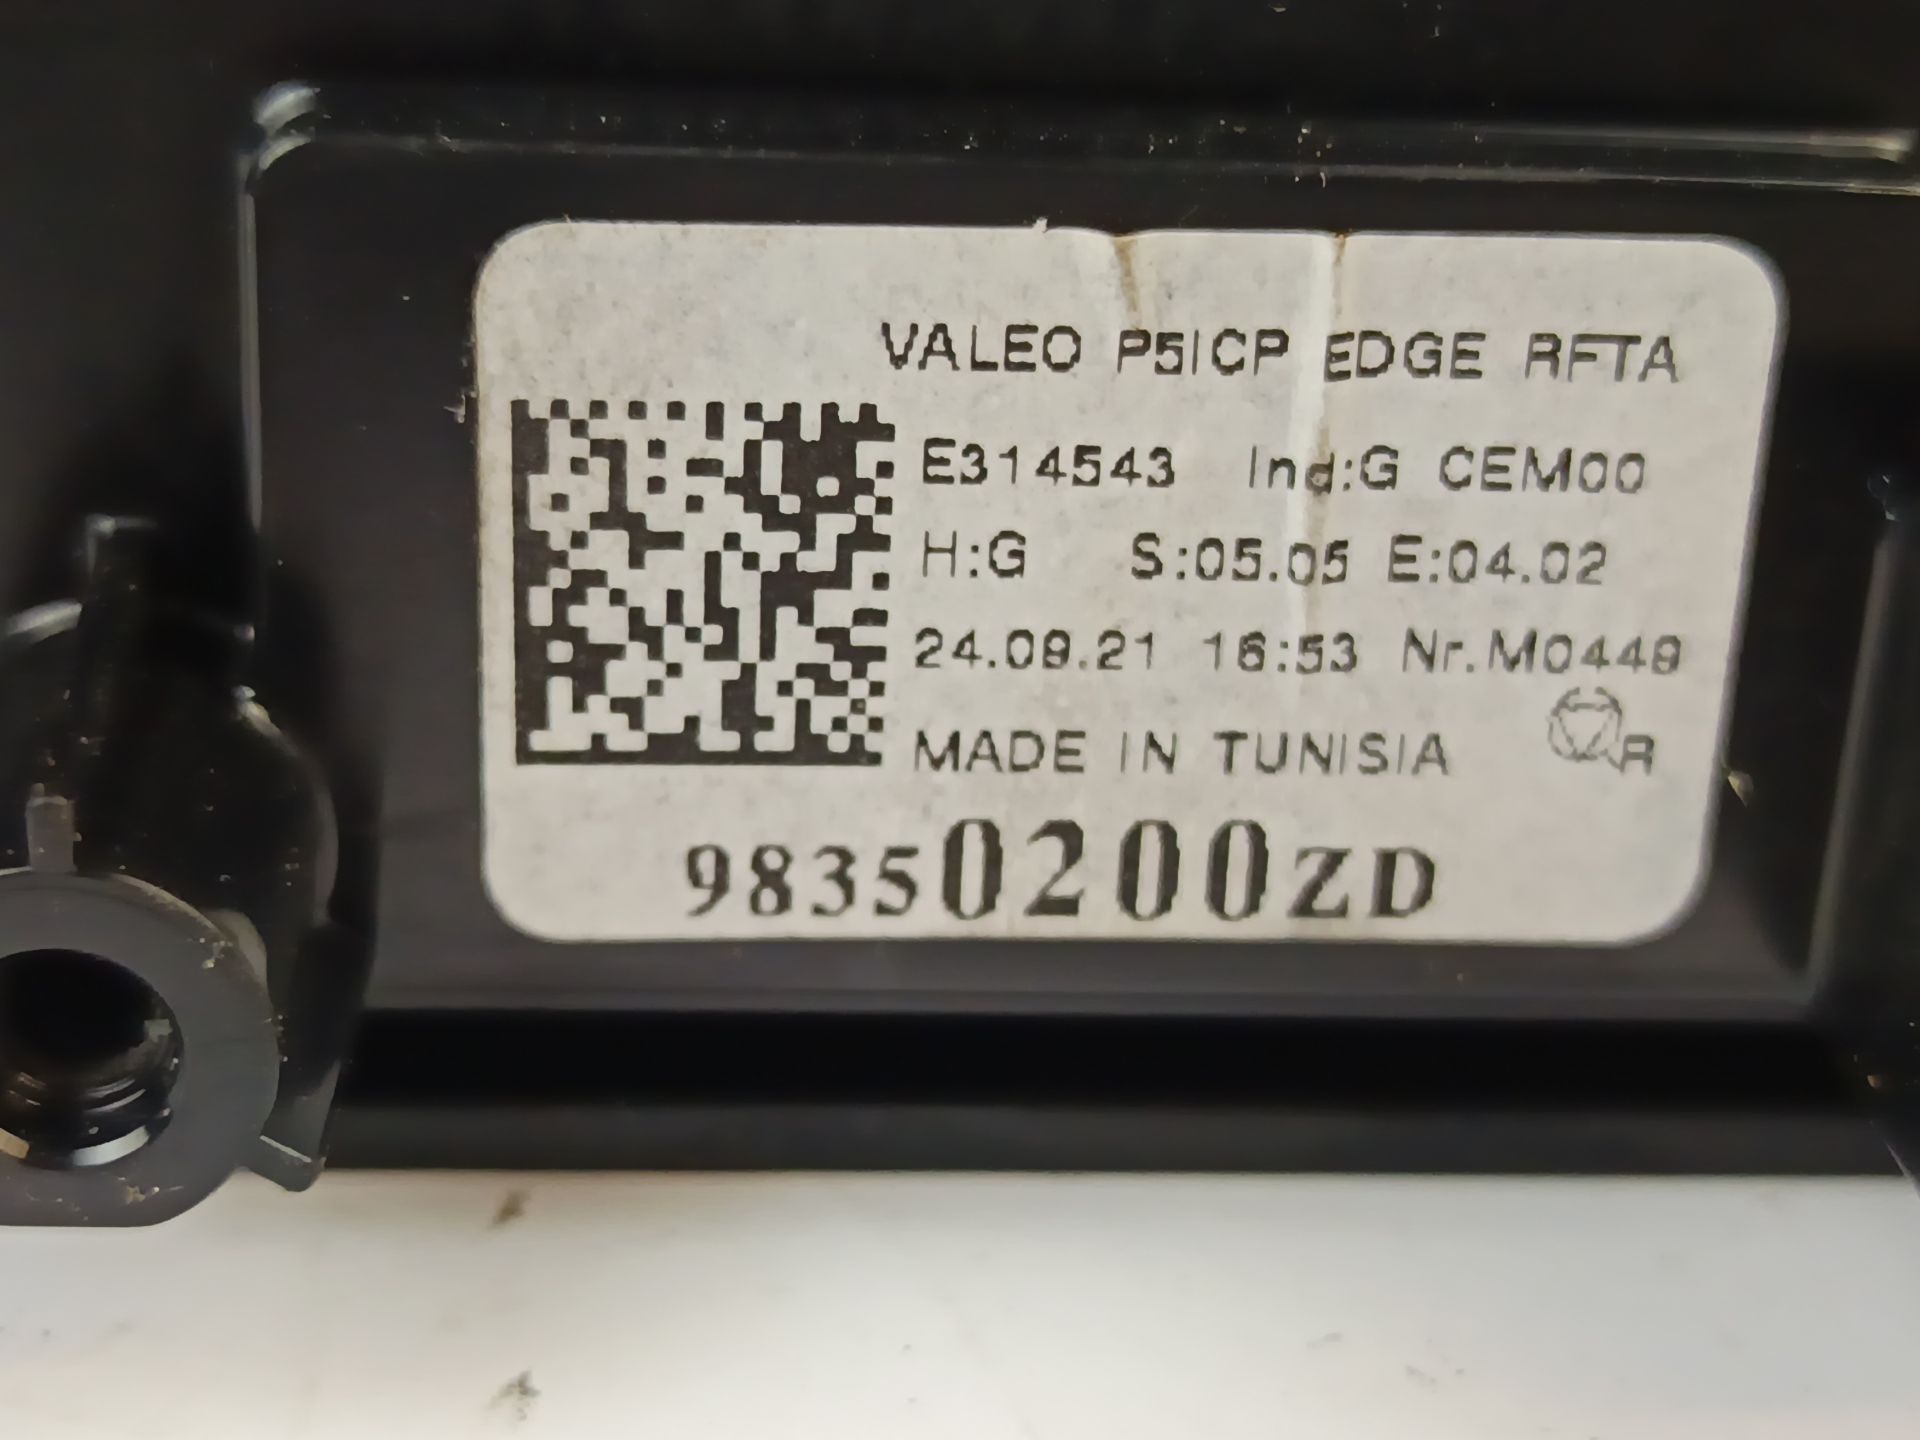 VALEO P5ICP EDGE RFTA
E314543 Ind:G CEM00
H:G S:05.05 E:04.02
24.09.21 16:53 Nr.M0449
MADE IN TUNISIA
R
98350200ZD